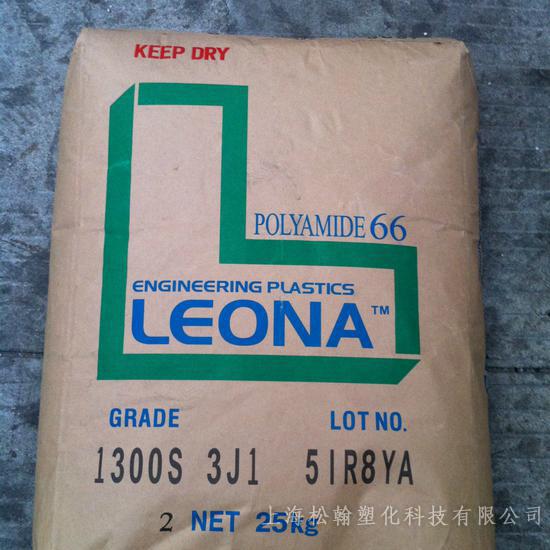 KEEP DRY
POLYAMIDE 66
ENGINEERING PLASTICS
LEONA™
GRADE LOT NO.
1300S 3J1 5IR8YA
2 NET 25kg
上海松翰塑化科技有限公司